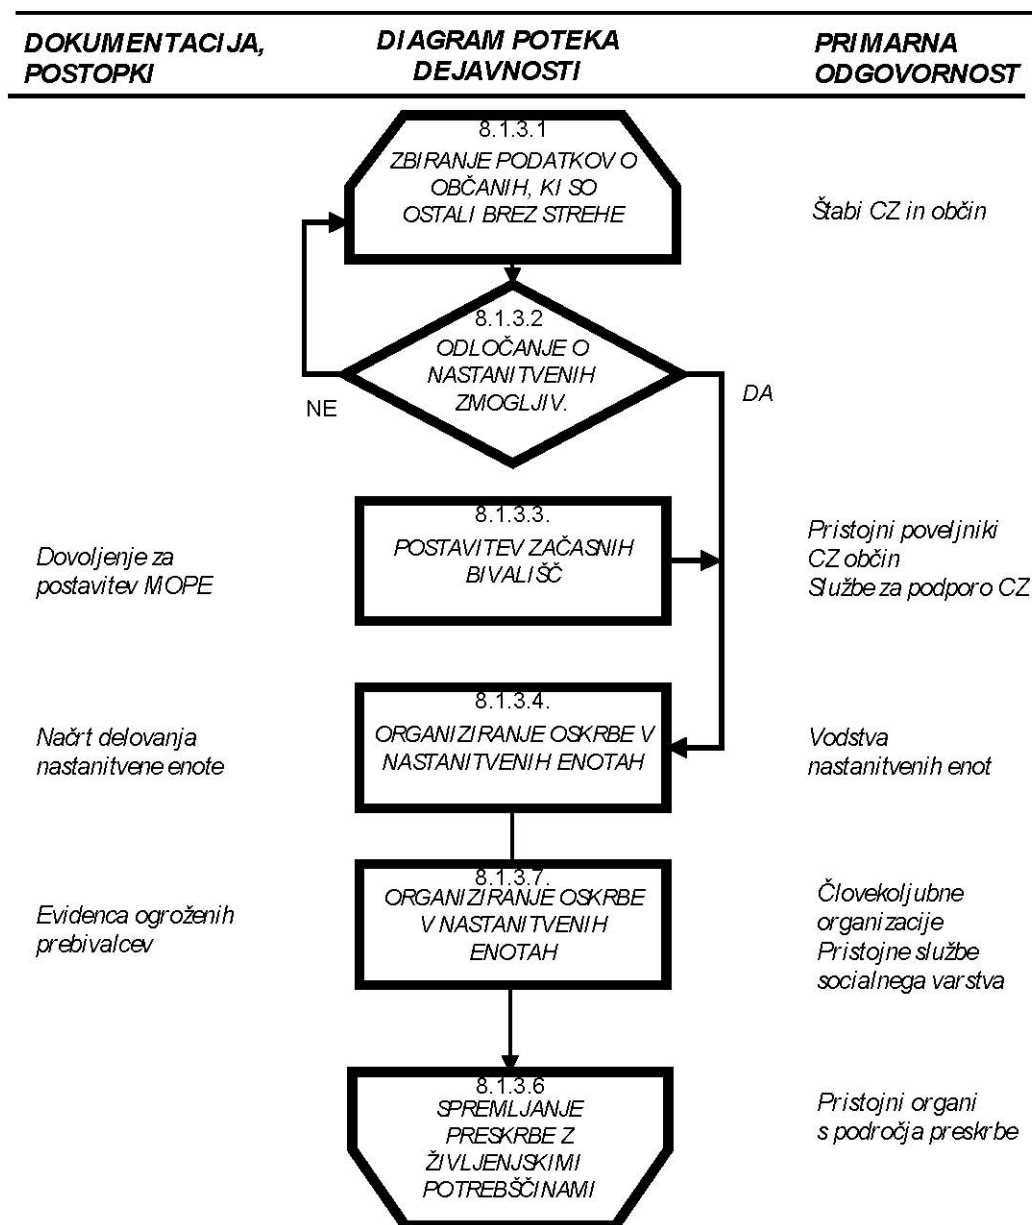 DOKUMENTACIJA,
POSTOPKI
DIAGRAM POTEKA
DEJAVNOSTI
PRIMARNA
ODGOVORNOST
8.1.3.1
ZBIRANJE PODATKOV O
OBČANIH, KI SO
OSTALI BREZ STREHE
Štabi CZ in občin
8.1.3.2
ODLOČANJE O
NASTANITVENIH
ZMOGLJIV.
NE
DA
Dovoljenje za
postavitev MOPE
8.1.3.3.
POSTAVITEV ZAČASNIH
BIVALIŠČ
Pristojni poveljniki
CZ občin
Službe za podporo CZ
Načrt delovanja
nastanitvene enote
8.1.3.4.
ORGANIZIRANJE OSKRBE V
NASTANITVENIH ENOTAH
Vodstva
nastanitvenih enot
Evidenca ogroženih
prebivalcev
8.1.3.7.
ORGANIZIRANJE OSKRBE
V NASTANITVENIH
ENOTAH
Človekoljubne
organizacije
Pristojne službe
socialnega varstva
8.1.3.6
SPREMLJANJE
PRESKRBE Z
ŽIVLJENJSKIMI
POTREBŠČINAMI
Pristojni organi
s področja preskrbe